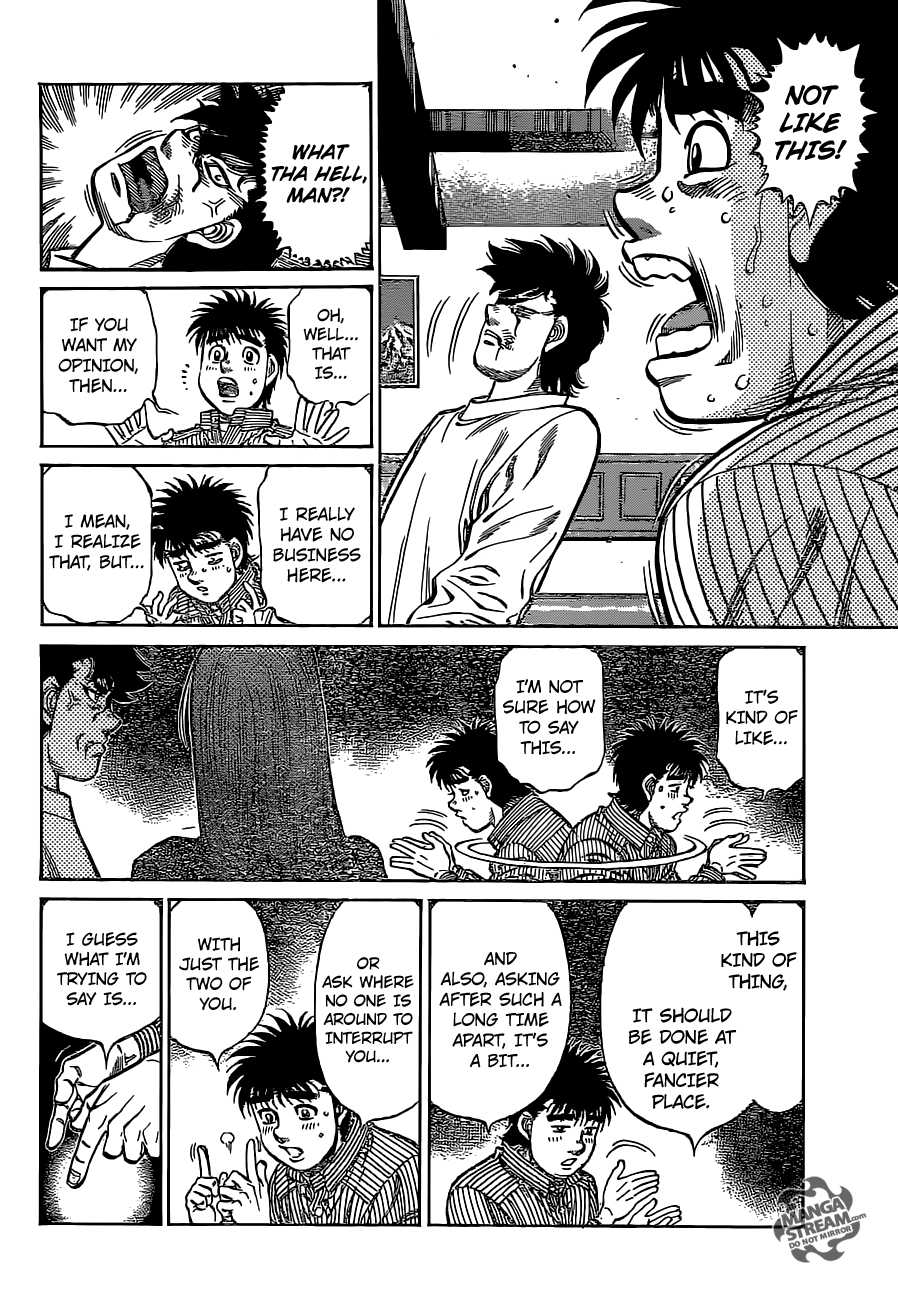 NOT
LIKE
THIS!
WHAT
THA HELL,
MAN?!
OH,
WELL...
THAT
IS...
IF YOU
WANT MY
OPINION,
THEN...
I REALLY
HAVE NO
BUSINESS
HERE...
I MEAN,
I REALIZE
THAT, BUT...
IT'S
KIND OF
LIKE...
I'M NOT
SURE HOW
TO SAY
THIS...
THIS
KIND OF
THING,
IT SHOULD
BE DONE AT
A QUIET,
FANCIER
PLACE.
AND
ALSO, ASKING
AFTER SUCH A
LONG TIME
APART, IT'S
A BIT...
OR
ASK WHERE
NO ONE IS
AROUND TO
INTERRUPT
YOU...
WITH
JUST THE
TWO OF
YOU.
I GUESS
WHAT I'M
TRYING TO
SAY IS...
MANGA
STREAM.com
DO NOT MIRROR